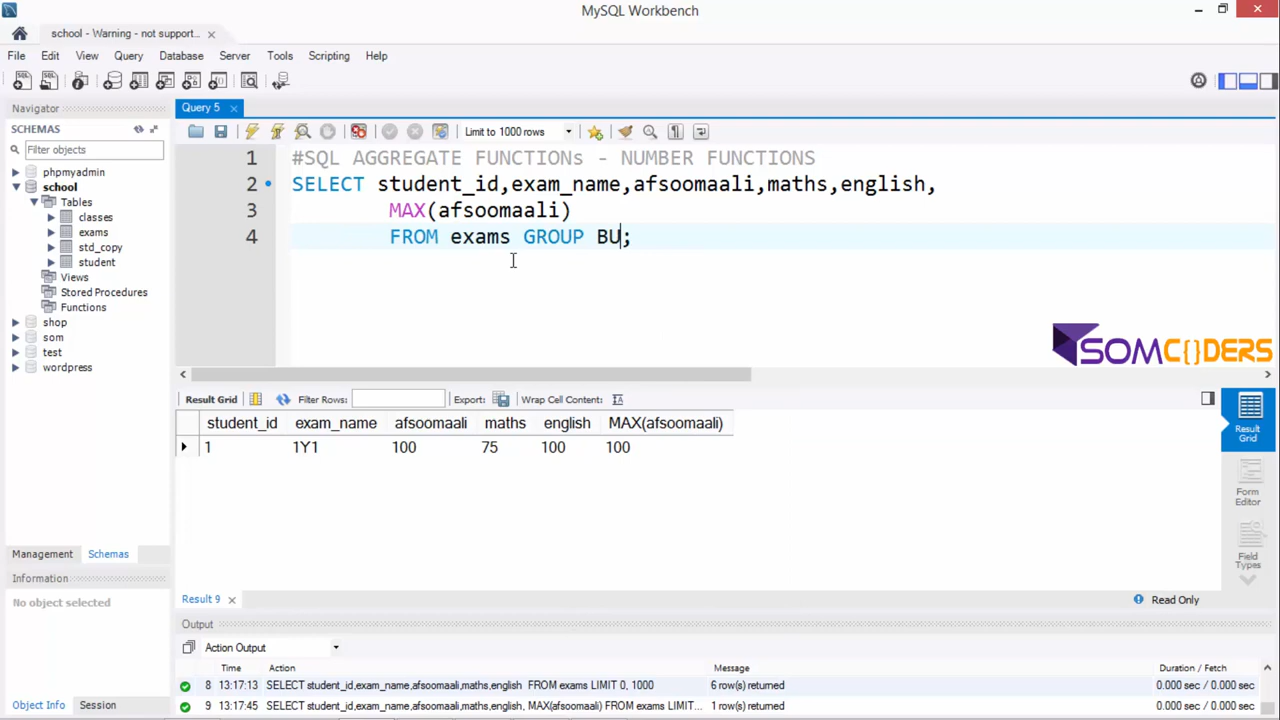 MySQL Workbench
school - Warning - not support...
File Edit View Query Database Server Tools Scripting Help
Navigator
SCHEMAS
Filter objects
phpmyadmin
school
Tables
classes
exams
std_copy
student
Views
Stored Procedures
Functions
shop
som
test
wordpress
Management Schemas
Information
No object selected
Object Info Session
Query 5
Limit to 1000 rows
1 #SQL AGGREGATE FUNCTIONs - NUMBER FUNCTIONS
2 SELECT student_id,exam_name,afsoomaali,maths,english,
3 MAX(afsoomaali)
4 FROM exams GROUP BU;
SOMC{}DERS
Result Grid Filter Rows: Export: Wrap Cell Content:
student_id exam_name afsoomaali maths english MAX(afsoomaali)
1 1Y1 100 75 100 100
Result Grid
Form Editor
Field Types
Result 9
Read Only
Output
Action Output
Time Action Message Duration / Fetch
8 13:17:13 SELECT student_id,exam_name,afsoomaali,maths,english FROM exams LIMIT 0, 1000 6 row(s) returned 0.000 sec / 0.000 sec
9 13:17:45 SELECT student_id,exam_name,afsoomaali,maths,english, MAX(afsoomaali) FROM exams LIMIT... 1 row(s) returned 0.000 sec / 0.000 sec